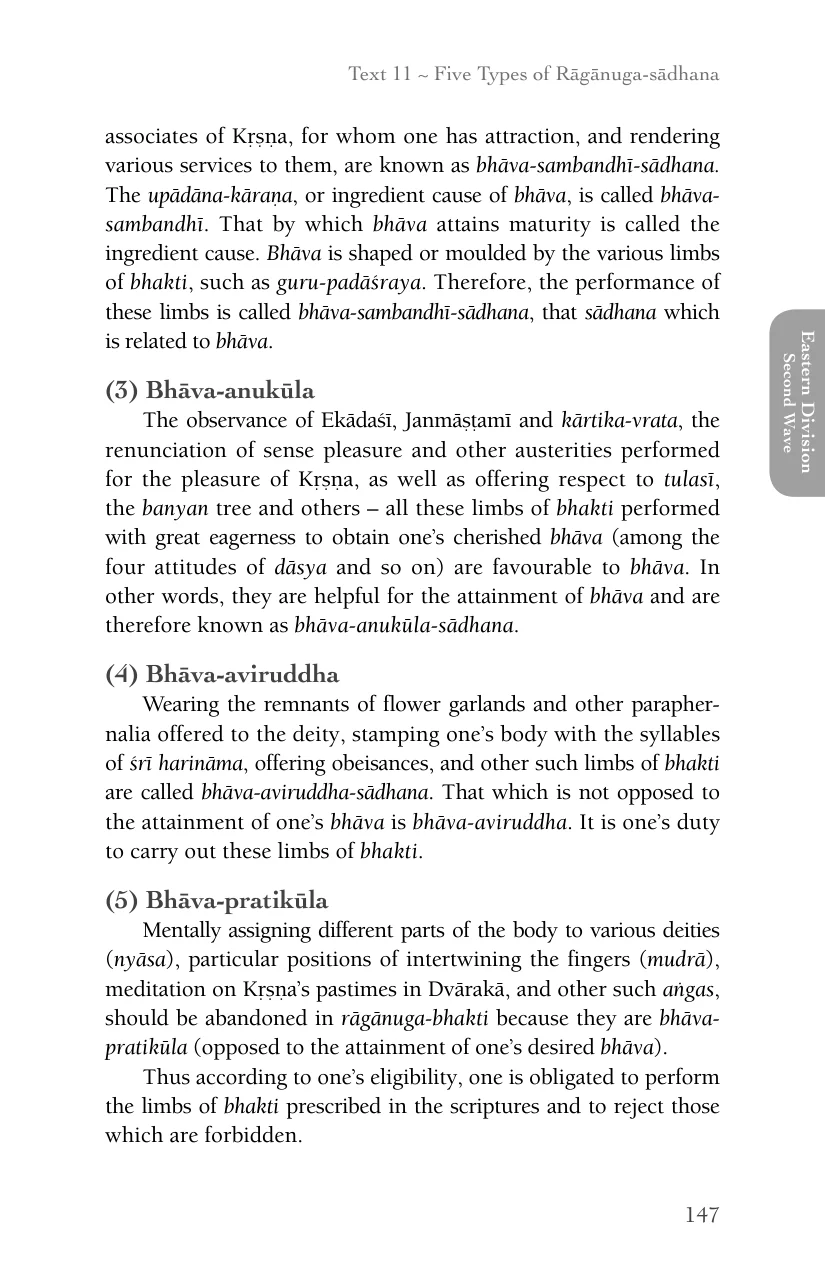 Text 11 ~ Five Types of Rāgānuga-sādhana
associates of Kṛṣṇa, for whom one has attraction, and rendering
various services to them, are known as bhāva-sambandhī-sādhana.
The upādāna-kāraṇa, or ingredient cause of bhāva, is called bhāva-
sambandhī. That by which bhāva attains maturity is called the
ingredient cause. Bhāva is shaped or moulded by the various limbs
of bhakti, such as guru-padāśraya. Therefore, the performance of
these limbs is called bhāva-sambandhī-sādhana, that sādhana which
is related to bhāva.
(3) Bhāva-anukūla
The observance of Ekādaśī, Janmāṣṭamī and kārtika-vrata, the
renunciation of sense pleasure and other austerities performed
for the pleasure of Kṛṣṇa, as well as offering respect to tulasī,
the banyan tree and others – all these limbs of bhakti performed
with great eagerness to obtain one’s cherished bhāva (among the
four attitudes of dāsya and so on) are favourable to bhāva. In
other words, they are helpful for the attainment of bhāva and are
therefore known as bhāva-anukūla-sādhana.
(4) Bhāva-aviruddha
Wearing the remnants of flower garlands and other parapher-
nalia offered to the deity, stamping one’s body with the syllables
of śrī harināma, offering obeisances, and other such limbs of bhakti
are called bhāva-aviruddha-sādhana. That which is not opposed to
the attainment of one’s bhāva is bhāva-aviruddha. It is one’s duty
to carry out these limbs of bhakti.
(5) Bhāva-pratikūla
Mentally assigning different parts of the body to various deities
(nyāsa), particular positions of intertwining the fingers (mudrā),
meditation on Kṛṣṇa’s pastimes in Dvārakā, and other such aṅgas,
should be abandoned in rāgānuga-bhakti because they are bhāva-
pratikūla (opposed to the attainment of one’s desired bhāva).
Thus according to one’s eligibility, one is obligated to perform
the limbs of bhakti prescribed in the scriptures and to reject those
which are forbidden.
Eastern Division
Second Wave
147